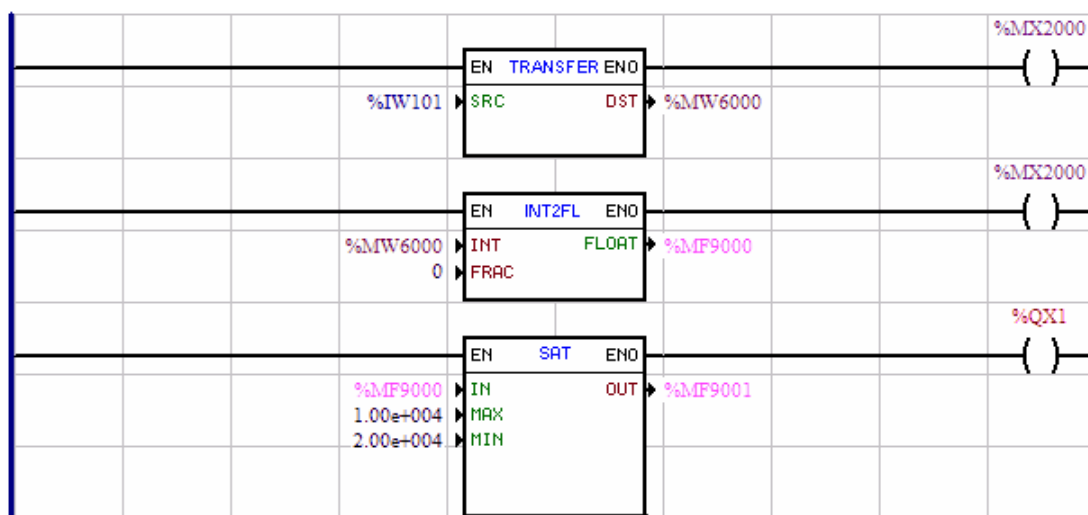 %MX2000
EN TRANSFER ENO
%IW101 SRC DST %MW6000
%MX2000
EN INT2FL ENO
%MW6000 INT FLOAT %MF9000
0 FRAC
%QX1
EN SAT ENO
%MF9000 IN OUT %MF9001
1.00e+004 MAX
2.00e+004 MIN